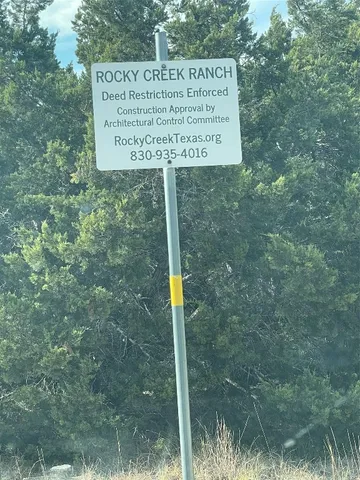 ROCKY CREEK RANCH
Deed Restrictions Enforced
Construction Approval by
Architectural Control Committee
RockyCreekTexas.org
830-935-4016